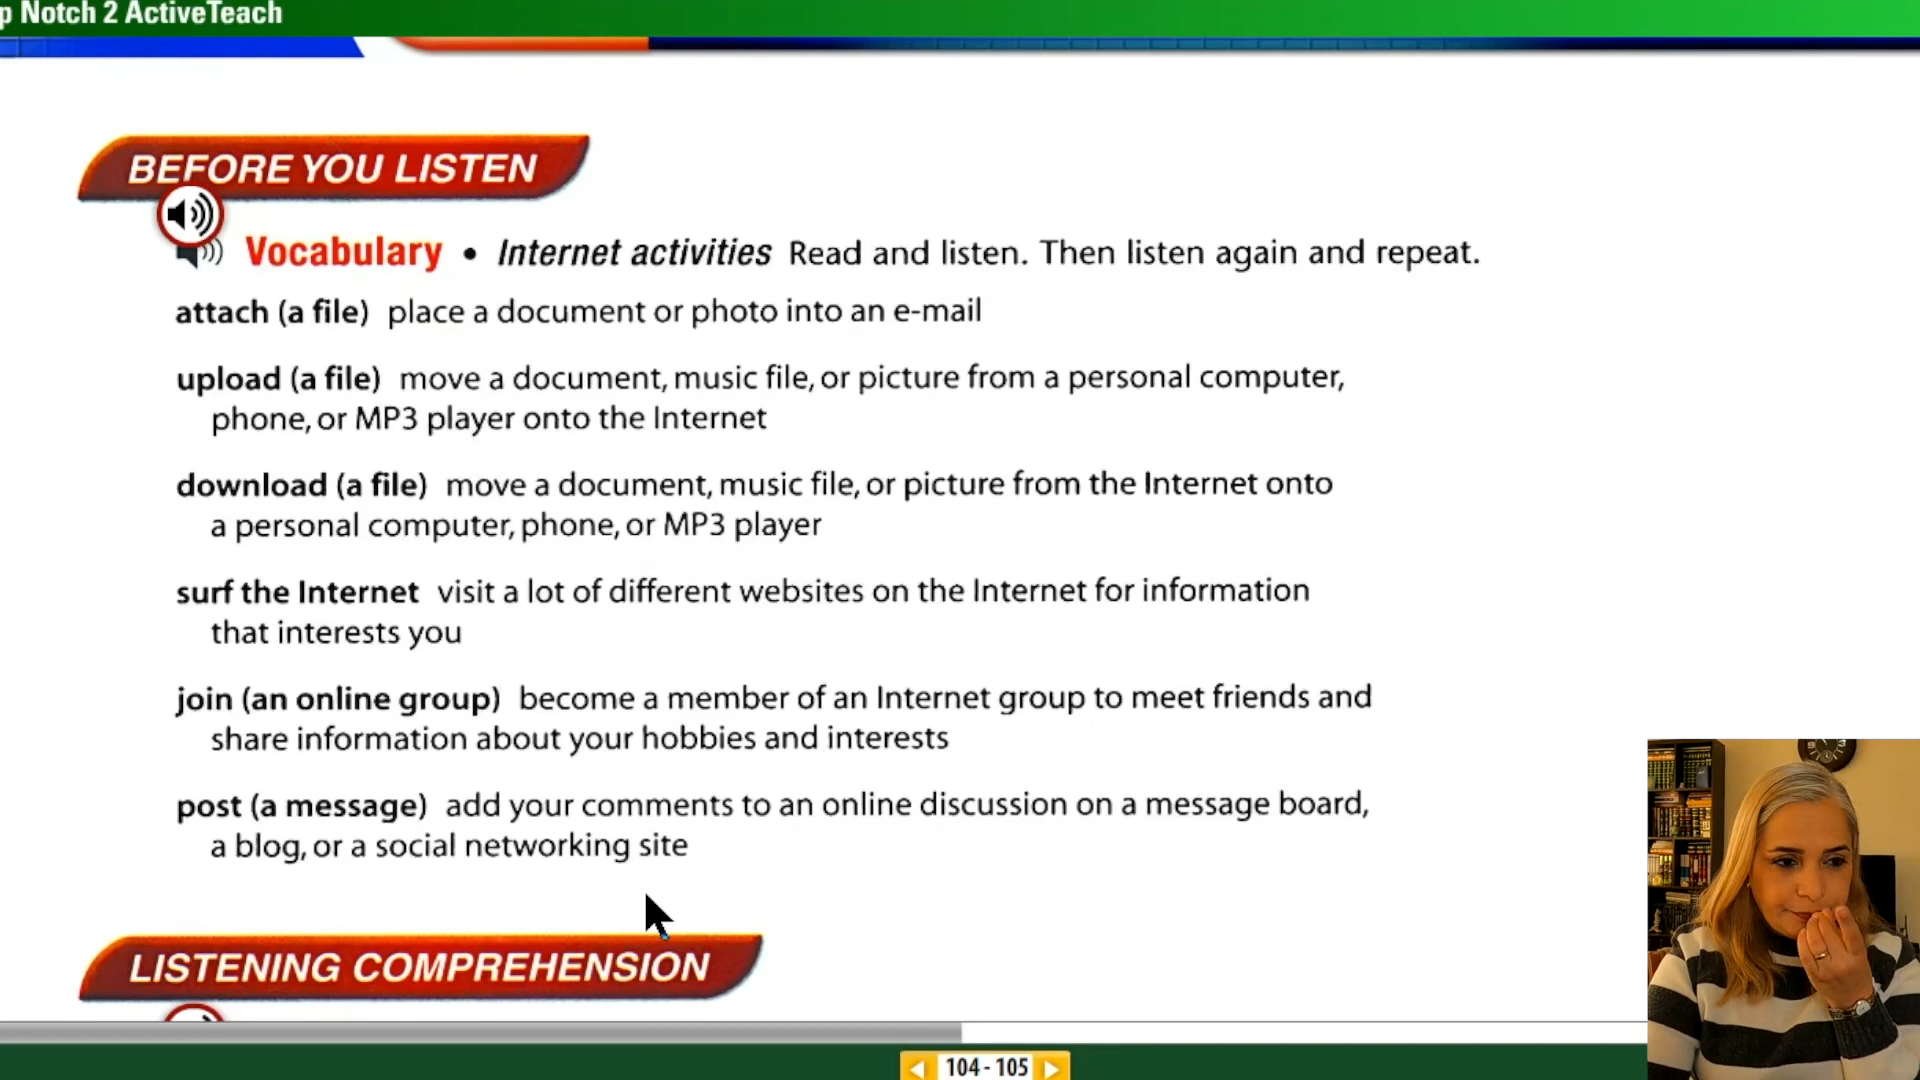 p Notch 2 ActiveTeach
BEFORE YOU LISTEN
Vocabulary • Internet activities Read and listen. Then listen again and repeat.
attach (a file) place a document or photo into an e-mail
upload (a file) move a document, music file, or picture from a personal computer,
phone, or MP3 player onto the Internet
download (a file) move a document, music file, or picture from the Internet onto
a personal computer, phone, or MP3 player
surf the Internet visit a lot of different websites on the Internet for information
that interests you
join (an online group) become a member of an Internet group to meet friends and
share information about your hobbies and interests
post (a message) add your comments to an online discussion on a message board,
a blog, or a social networking site
LISTENING COMPREHENSION
104 - 105